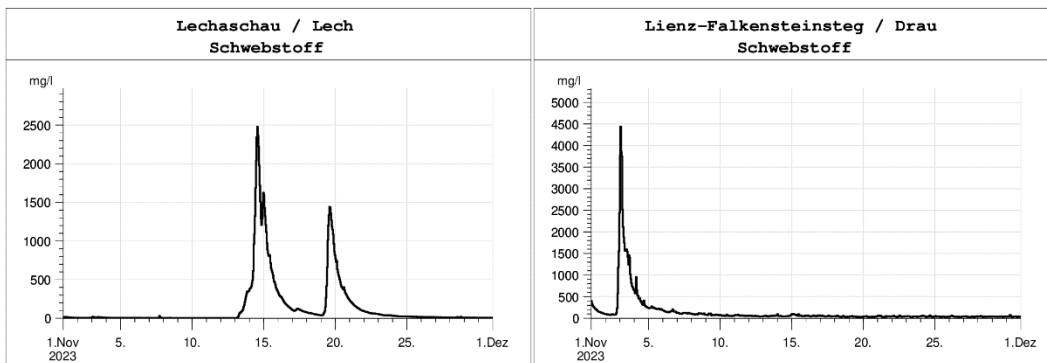 Lechaschau / Lech
Schwebstoff
mg/l
2500
2000
1500
1000
500
0
1.Nov 5. 10. 15. 20. 25. 1.Dez
2023
Lienz-Falkensteinsteg / Drau
Schwebstoff
mg/l
5000
4500
4000
3500
3000
2500
2000
1500
1000
500
0
1.Nov 5. 10. 15. 20. 25. 1.Dez
2023